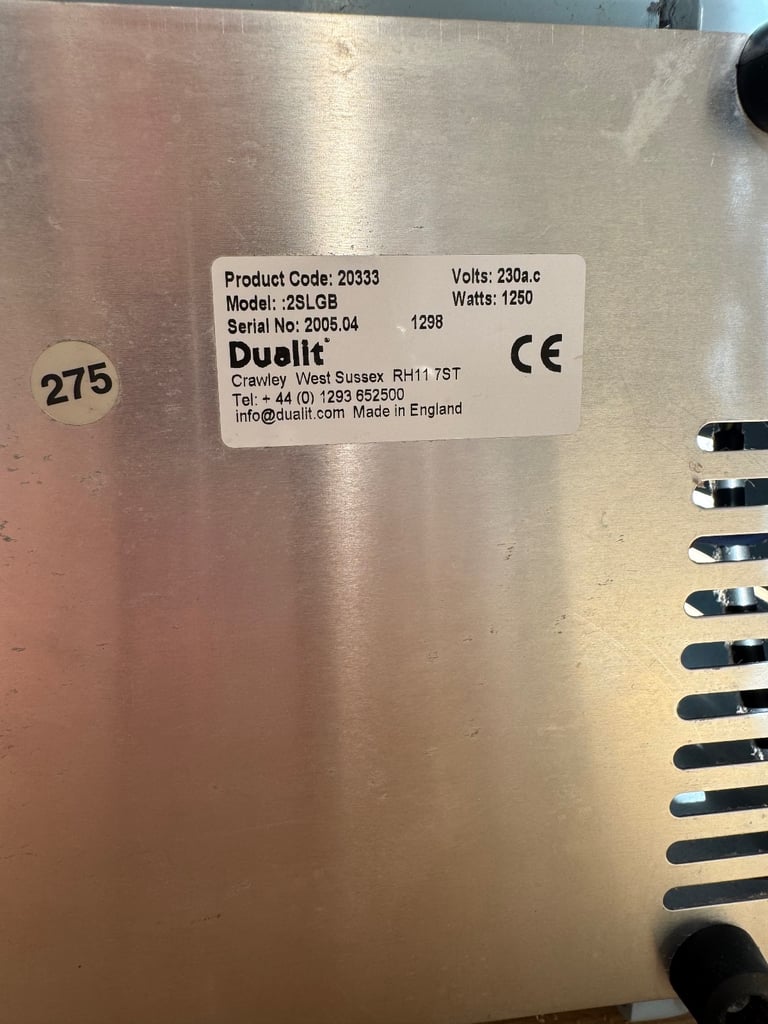 Product Code: 20333 Volts: 230a.c
Model: :2SLGB Watts: 1250
Serial No: 2005.04 1298
Dualit®
CE
Crawley West Sussex RH11 7ST
Tel: + 44 (0) 1293 652500
info@dualit.com Made in England
275